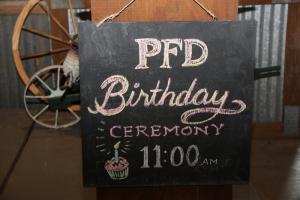 PFD
Birthday
CEREMONY
11:00 AM